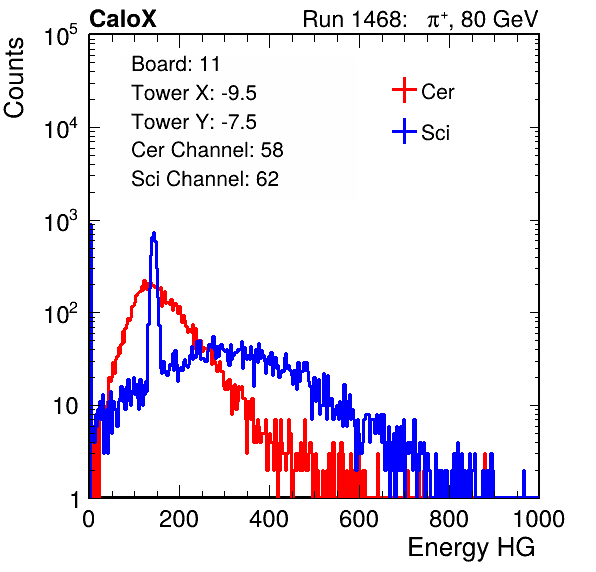 CaloX Run 1468: π⁺, 80 GeV
Counts
Board: 11
Tower X: -9.5
Tower Y: -7.5
Cer Channel: 58
Sci Channel: 62
Cer
Sci
10⁵
10⁴
10³
10²
10
1
0 200 400 600 800 1000
Energy HG